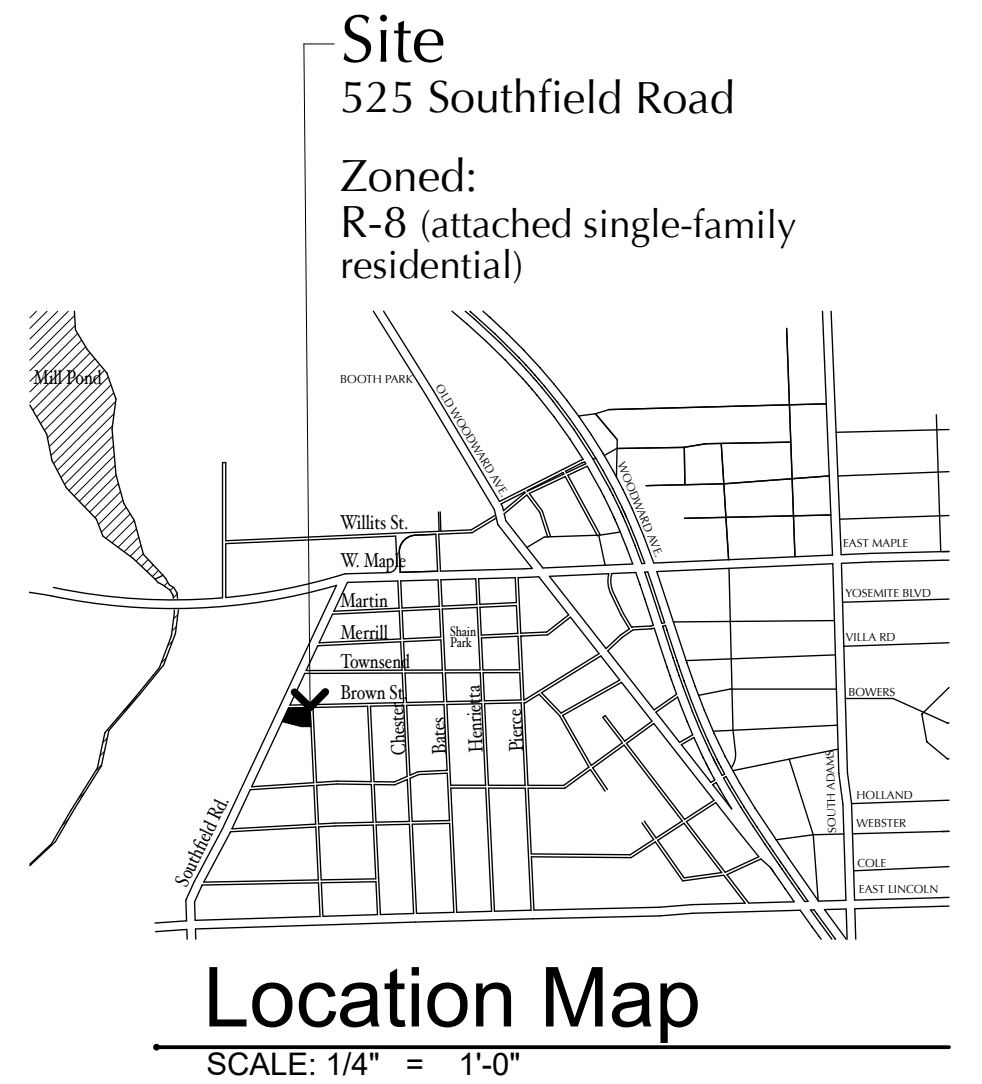 Site
525 Southfield Road
Zoned:
R-8 (attached single-family
residential)
Mill Pond
BOOTH PARK
OLD WOODWARD AVE.
WOODWARD AVE.
Willits St.
W. Maple
EAST MAPLE
Martin
YOSEMITE BLVD
Merrill
Shain
Park
VILLA RD
Townsend
Brown St.
BOWERS
Chester
Bates
Henrietta
Pierce
SOUTH ADAMS
HOLLAND
Southfield Rd.
WEBSTER
COLE
EAST LINCOLN
Location Map
SCALE: 1/4" = 1'-0"